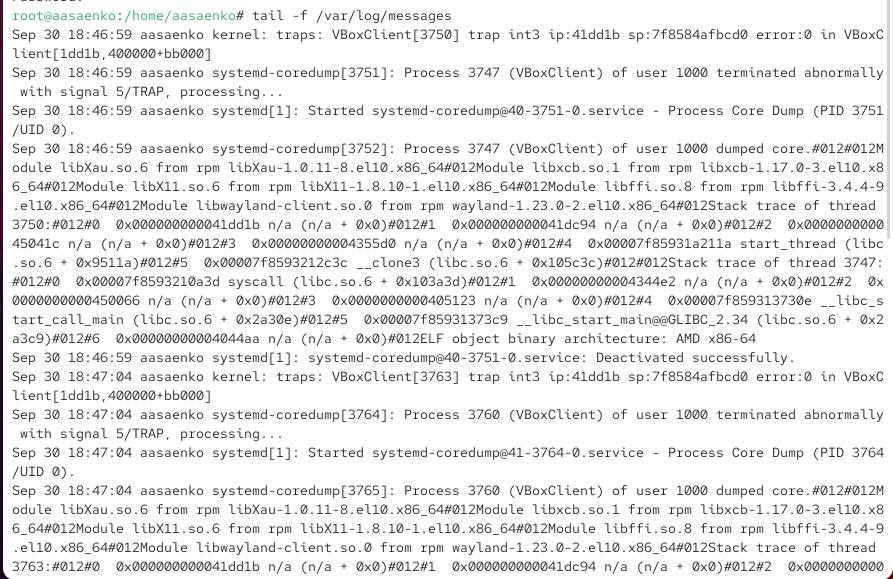 root@aasaenko:/home/aasaenko# tail -f /var/log/messages
Sep 30 18:46:59 aasaenko kernel: traps: VBoxClient[3750] trap int3 ip:41dd1b sp:7f8584afbcd0 error:0 in VBoxC
lient[1dd1b,400000+bb000]
Sep 30 18:46:59 aasaenko systemd-coredump[3751]: Process 3747 (VBoxClient) of user 1000 terminated abnormally
 with signal 5/TRAP, processing...
Sep 30 18:46:59 aasaenko systemd[1]: Started systemd-coredump@40-3751-0.service - Process Core Dump (PID 3751
/UID 0).
Sep 30 18:46:59 aasaenko systemd-coredump[3752]: Process 3747 (VBoxClient) of user 1000 dumped core.#012#012M
odule libXau.so.6 from rpm libXau-1.0.11-8.el10.x86_64#012Module libxcb.so.1 from rpm libxcb-1.17.0-3.el10.x8
6_64#012Module libX11.so.6 from rpm libX11-1.8.10-1.el10.x86_64#012Module libffi.so.8 from rpm libffi-3.4.4-9
.el10.x86_64#012Module libwayland-client.so.0 from rpm wayland-1.23.0-2.el10.x86_64#012Stack trace of thread
3750:#012#0  0x000000000041dd1b n/a (n/a + 0x0)#012#1  0x000000000041dc94 n/a (n/a + 0x0)#012#2  0x0000000000
45041c n/a (n/a + 0x0)#012#3  0x00000000004355d0 n/a (n/a + 0x0)#012#4  0x00007f85931a211a start_thread (libc
.so.6 + 0x9511a)#012#5  0x00007f8593212c3c __clone3 (libc.so.6 + 0x105c3c)#012#012Stack trace of thread 3747:
#012#0  0x00007f8593210a3d syscall (libc.so.6 + 0x103a3d)#012#1  0x00000000004344e2 n/a (n/a + 0x0)#012#2  0x
0000000000450066 n/a (n/a + 0x0)#012#3  0x0000000000405123 n/a (n/a + 0x0)#012#4  0x00007f859313730e __libc_s
tart_call_main (libc.so.6 + 0x2a30e)#012#5  0x00007f85931373c9 __libc_start_main@@GLIBC_2.34 (libc.so.6 + 0x2
a3c9)#012#6  0x00000000004044aa n/a (n/a + 0x0)#012ELF object binary architecture: AMD x86-64
Sep 30 18:46:59 aasaenko systemd[1]: systemd-coredump@40-3751-0.service: Deactivated successfully.
Sep 30 18:47:04 aasaenko kernel: traps: VBoxClient[3763] trap int3 ip:41dd1b sp:7f8584afbcd0 error:0 in VBoxC
lient[1dd1b,400000+bb000]
Sep 30 18:47:04 aasaenko systemd-coredump[3764]: Process 3760 (VBoxClient) of user 1000 terminated abnormally
 with signal 5/TRAP, processing...
Sep 30 18:47:04 aasaenko systemd[1]: Started systemd-coredump@41-3764-0.service - Process Core Dump (PID 3764
/UID 0).
Sep 30 18:47:04 aasaenko systemd-coredump[3765]: Process 3760 (VBoxClient) of user 1000 dumped core.#012#012M
odule libXau.so.6 from rpm libXau-1.0.11-8.el10.x86_64#012Module libxcb.so.1 from rpm libxcb-1.17.0-3.el10.x8
6_64#012Module libX11.so.6 from rpm libX11-1.8.10-1.el10.x86_64#012Module libffi.so.8 from rpm libffi-3.4.4-9
.el10.x86_64#012Module libwayland-client.so.0 from rpm wayland-1.23.0-2.el10.x86_64#012Stack trace of thread
3763:#012#0  0x000000000041dd1b n/a (n/a + 0x0)#012#1  0x000000000041dc94 n/a (n/a + 0x0)#012#2  0x0000000000